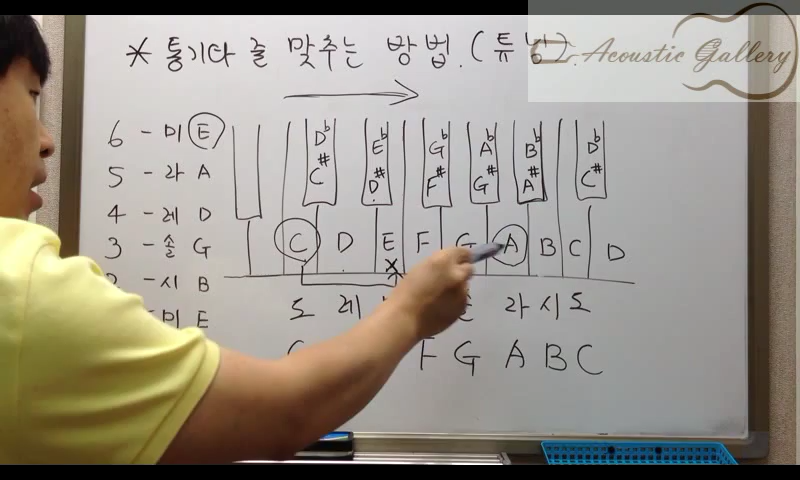 * 통기타 줄 맞추는 방법. (튜닝).
Acoustic Gallery
6 - 미 E
5 - 라 A
4 - 레 D
3 - 솔 G
시 B
미 E
D♭ E♭ G♭ A♭ B♭ D♭
C# D# F# G# A# C#
C D E F G A B C D
도 레 라 시 도
F G A B C